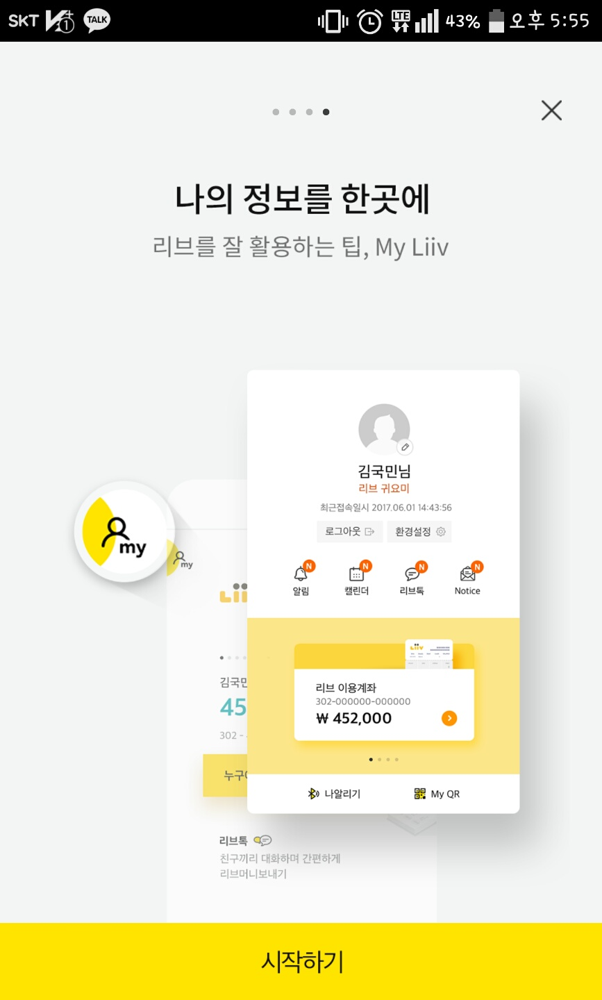 SKT V+ 1 TALK LTE 43% 오후 5:55
나의 정보를 한곳에
리브를 잘 활용하는 팁, My Liiv
김국민님
리브 귀요미
최근접속일시 2017.06.01 14:43:56
로그아웃 환경설정
N N N N
알림 캘린더 리브톡 Notice
my
my
Lii
Liiv
리브 이용계좌
302-000000-000000
₩ 452,000
김국민
45
302 -
누구
나알리기 My QR
리브톡
친구끼리 대화하며 간편하게
리브머니보내기
시작하기